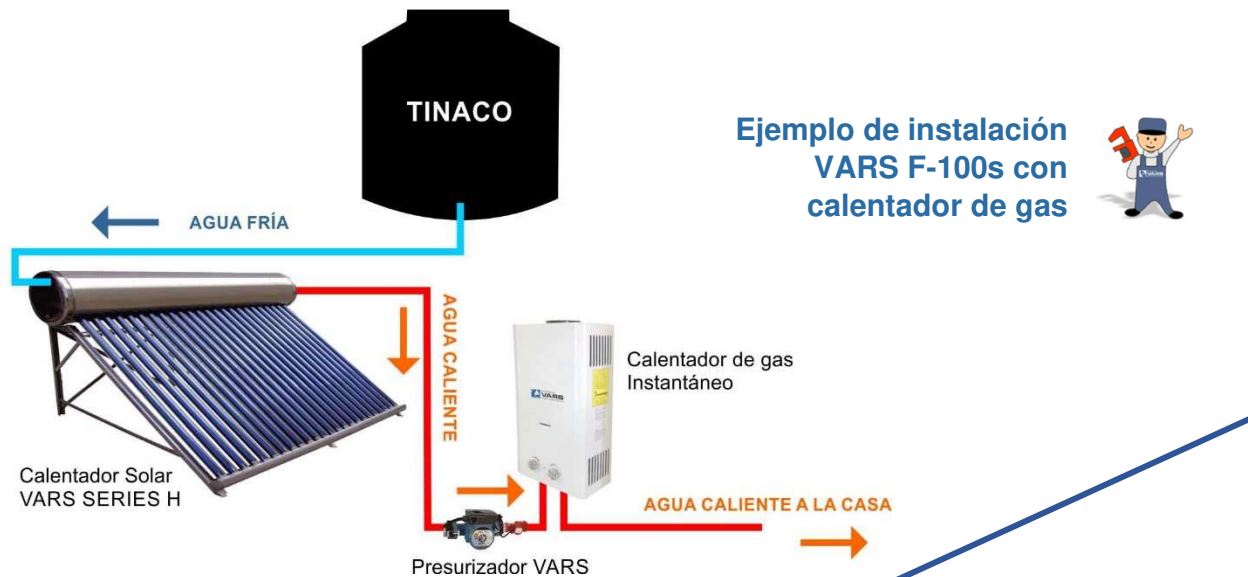 TINACO
Ejemplo de instalación
VARS F-100s con
calentador de gas
VARS
AGUA FRÍA
AGUA CALIENTE
Calentador de gas
Instantáneo
VARS
Calentador Solar
VARS SERIES H
AGUA CALIENTE A LA CASA
Presurizador VARS